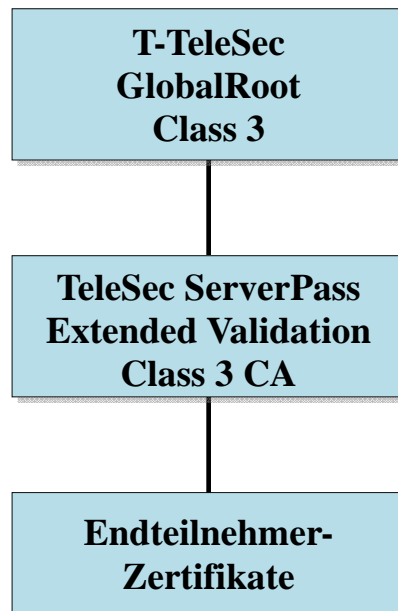 T-TeleSec
GlobalRoot
Class 3
TeleSec ServerPass
Extended Validation
Class 3 CA
Endteilnehmer-
Zertifikate